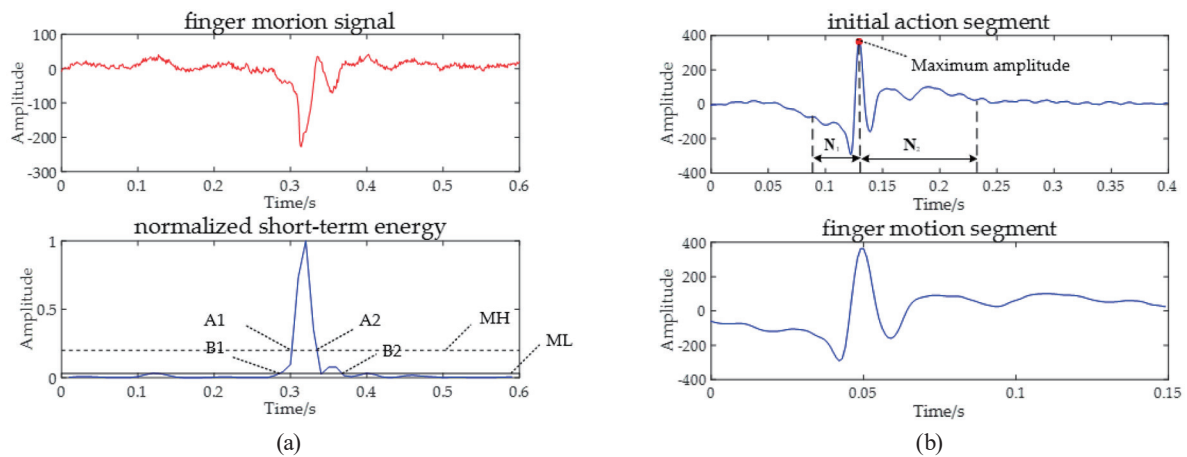 finger morion signal
100
0
-100
-200
-300
Amplitude
0
0.1
0.2
0.3
0.4
0.5
0.6
Time/s
normalized short-term energy
1
0.5
0
Amplitude
A1
A2
MH
B1
B2
ML
0
0.1
0.2
0.3
0.4
0.5
0.6
Time/s
(a)
initial action segment
400
200
0
-200
-400
Amplitude
Maximum amplitude
N1
N2
0
0.05
0.1
0.15
0.2
0.25
0.3
0.35
0.4
Time/s
finger motion segment
400
200
0
-200
-400
Amplitude
0
0.05
0.1
0.15
Time/s
(b)